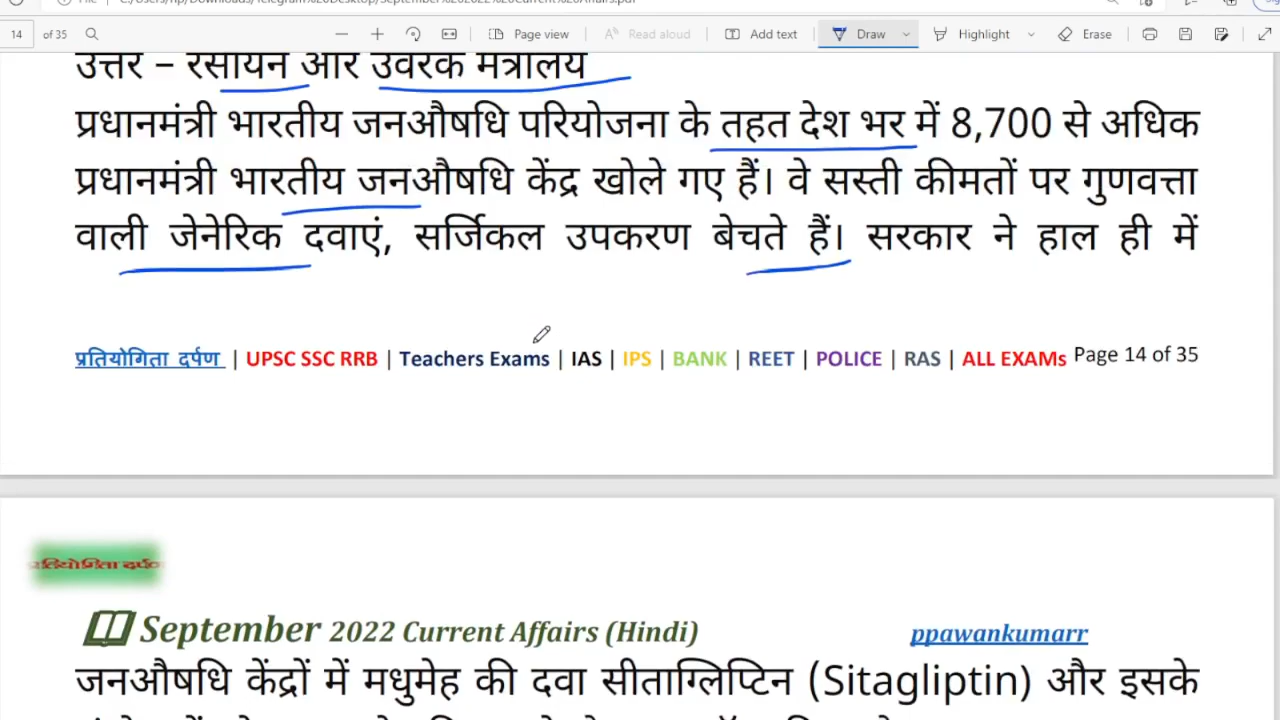 14 of 35 Page view Read aloud Add text Draw Highlight Erase
उत्तर – रसायन और उर्वरक मंत्रालय
प्रधानमंत्री भारतीय जनऔषधि परियोजना के तहत देश भर में 8,700 से अधिक
प्रधानमंत्री भारतीय जनऔषधि केंद्र खोले गए हैं। वे सस्ती कीमतों पर गुणवत्ता
वाली जेनेरिक दवाएं, सर्जिकल उपकरण बेचते हैं। सरकार ने हाल ही में
प्रतियोगिता दर्पण | UPSC SSC RRB | Teachers Exams | IAS | IPS | BANK | REET | POLICE | RAS | ALL EXAMs Page 14 of 35
प्रतियोगिता दर्पण
September 2022 Current Affairs (Hindi) ppawankumarr
जनऔषधि केंद्रों में मधुमेह की दवा सीताग्लिप्टिन (Sitagliptin) और इसके